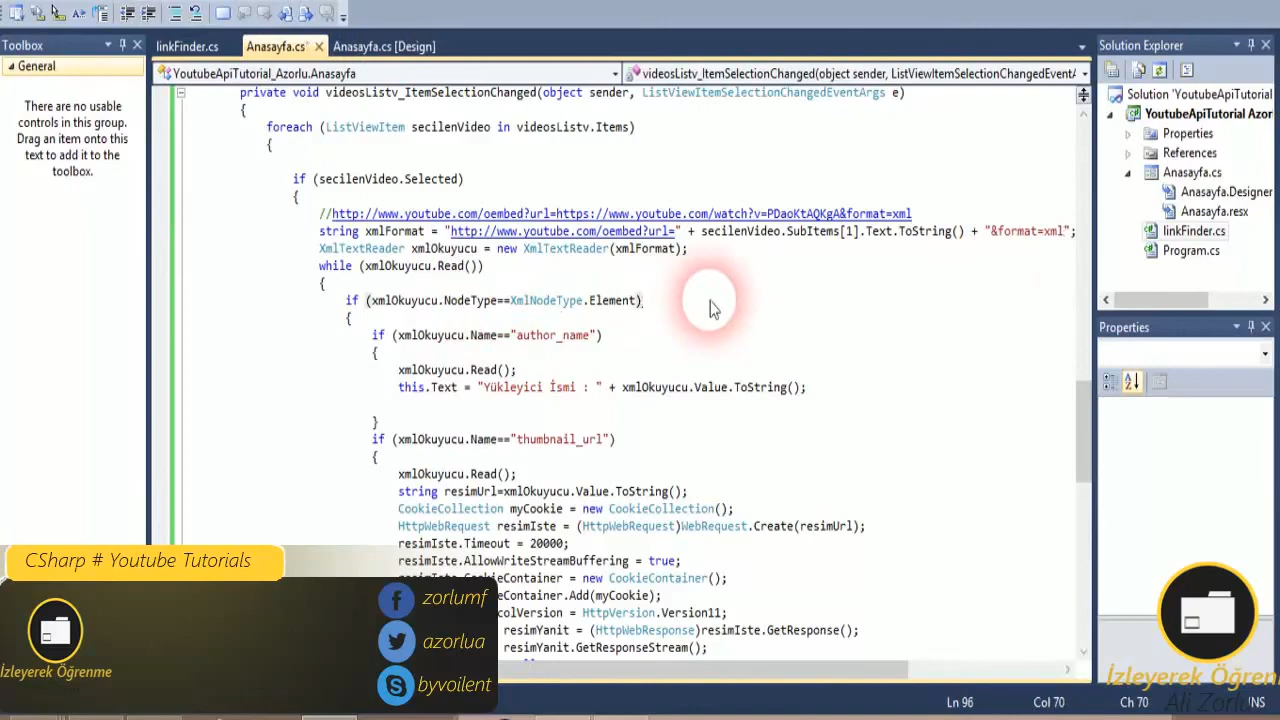 Toolbox
linkFinder.cs
Anasayfa.cs*
Anasayfa.cs [Design]
Solution Explorer
General
YoutubeApiTutorial_Azorlu.Anasayfa
videosListv_ItemSelectionChanged(object sender, ListViewItemSelectionChangedEventA
There are no usable
controls in this group.
Drag an item onto this
text to add it to the
toolbox.
private void videosListv_ItemSelectionChanged(object sender, ListViewItemSelectionChangedEventArgs e)
{
foreach (ListViewItem secilenVideo in videosListv.Items)
{
if (secilenVideo.Selected)
{
//http://www.youtube.com/oembed?url=https://www.youtube.com/watch?v=PDaoKtAQKgA&format=xml
string xmlFormat = "http://www.youtube.com/oembed?url=" + secilenVideo.SubItems[1].Text.ToString() + "&format=xml";
XmlTextReader xmlOkuyucu = new XmlTextReader(xmlFormat);
while (xmlOkuyucu.Read())
{
if (xmlOkuyucu.NodeType==XmlNodeType.Element)
{
if (xmlOkuyucu.Name=="author_name")
{
xmlOkuyucu.Read();
this.Text = "Yükleyici İsmi : " + xmlOkuyucu.Value.ToString();
}
if (xmlOkuyucu.Name=="thumbnail_url")
{
xmlOkuyucu.Read();
string resimUrl=xmlOkuyucu.Value.ToString();
CookieCollection myCookie = new CookieCollection();
HttpWebRequest resimIste = (HttpWebRequest)WebRequest.Create(resimUrl);
resimIste.Timeout = 20000;
resimIste.AllowWriteStreamBuffering = true;
CookieContainer = new CookieContainer();
CookieContainer.Add(myCookie);
colVersion = HttpVersion.Version11;
resimYanit = (HttpWebResponse)resimIste.GetResponse();
resimYanit.GetResponseStream();
Solution 'YoutubeApiTutorial
YoutubeApiTutorial Azor
Properties
References
Anasayfa.cs
Anasayfa.Designer
Anasayfa.resx
linkFinder.cs
Program.cs
Properties
CSharp # Youtube Tutorials
İzleyerek Öğrenme
zorlumf
azorlua
byvoilent
İzleyerek Öğren
Ali Zorlu
Ln 96
Col 70
Ch 70
INS